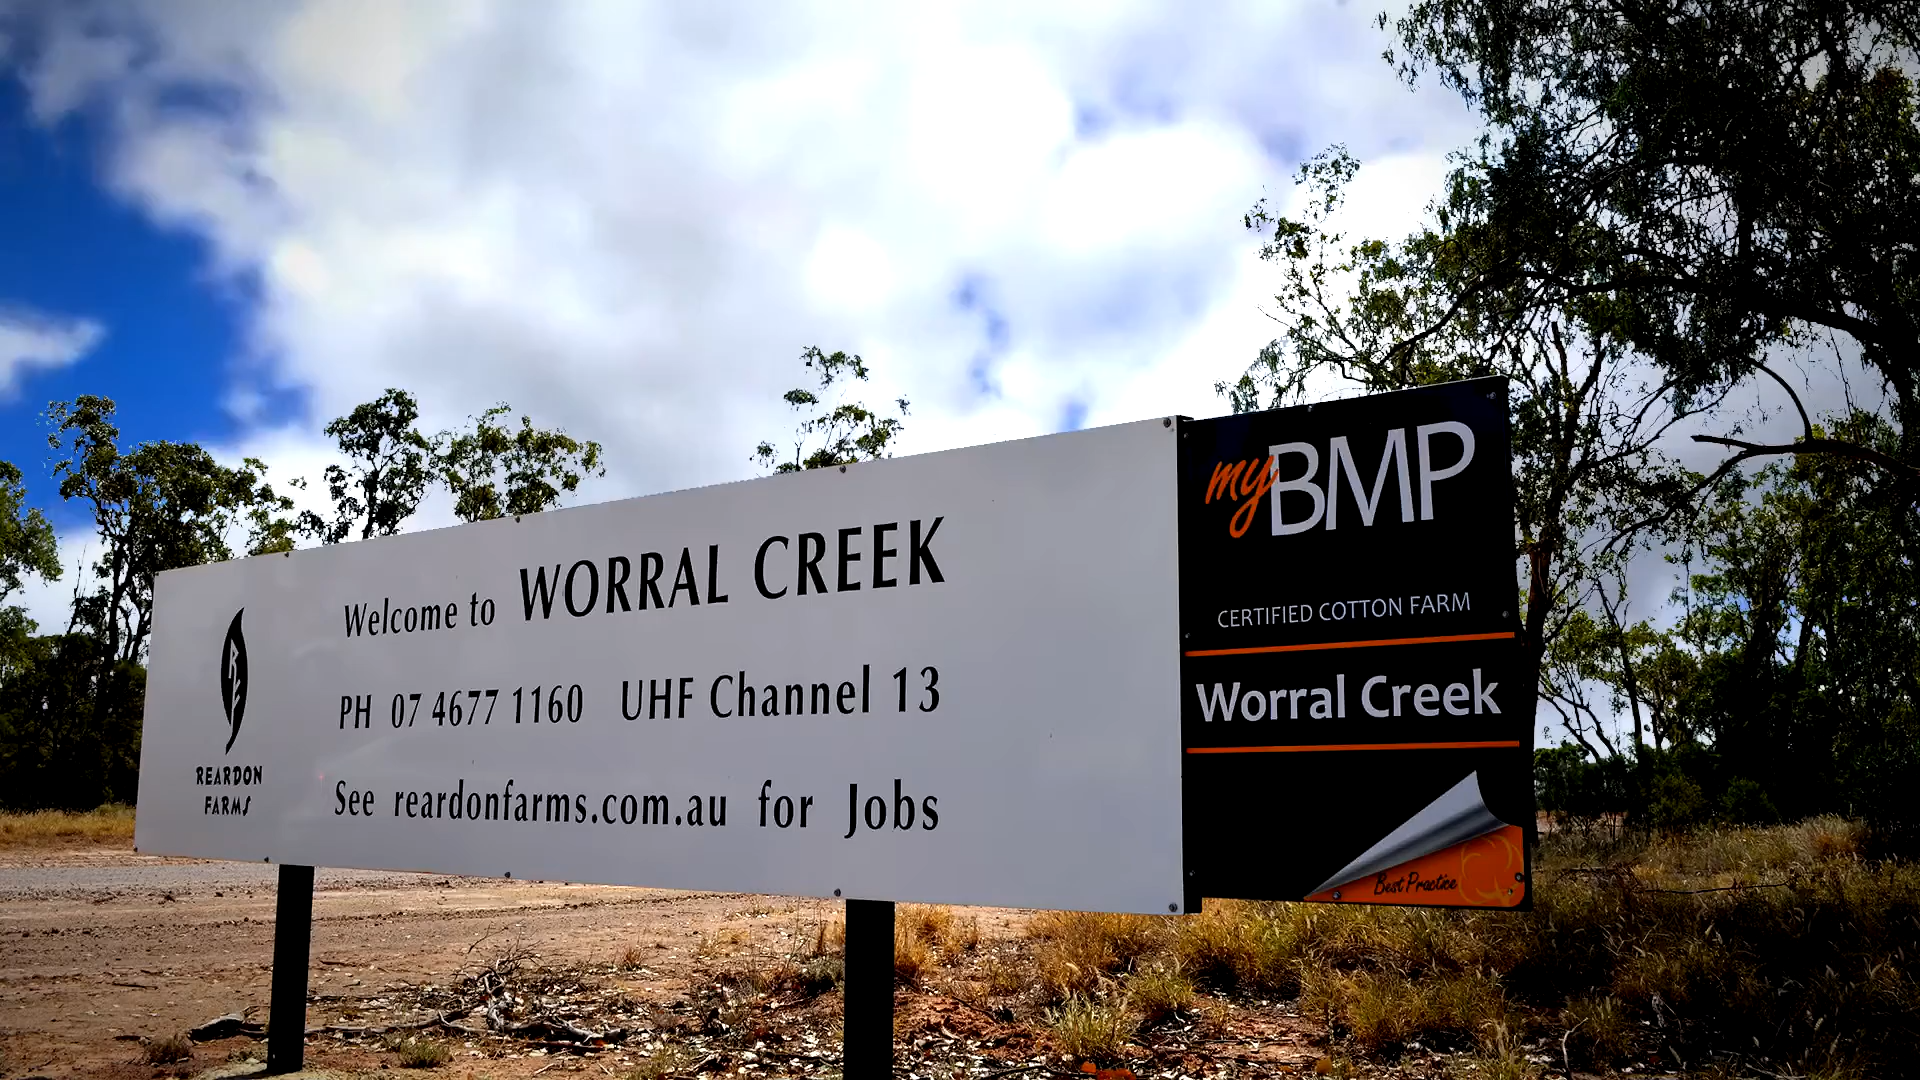 Welcome to WORRAL CREEK
PH 07 4677 1160 UHF Channel 13
See reardonfarms.com.au for Jobs
RF
REARDON
FARMS
myBMP
CERTIFIED COTTON FARM
Worral Creek
Best Practice